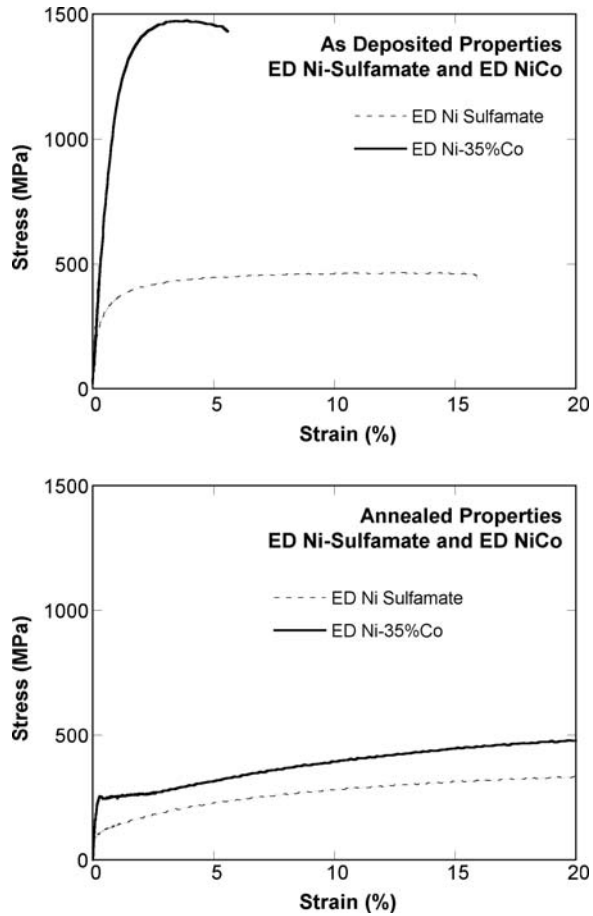 1500
As Deposited Properties
ED Ni-Sulfamate and ED NiCo
ED Ni Sulfamate
ED Ni-35%Co
1000
500
0
Stress (MPa)
0 5 10 15 20
Strain (%)
1500
Annealed Properties
ED Ni-Sulfamate and ED NiCo
ED Ni Sulfamate
ED Ni-35%Co
1000
500
0
Stress (MPa)
0 5 10 15 20
Strain (%)